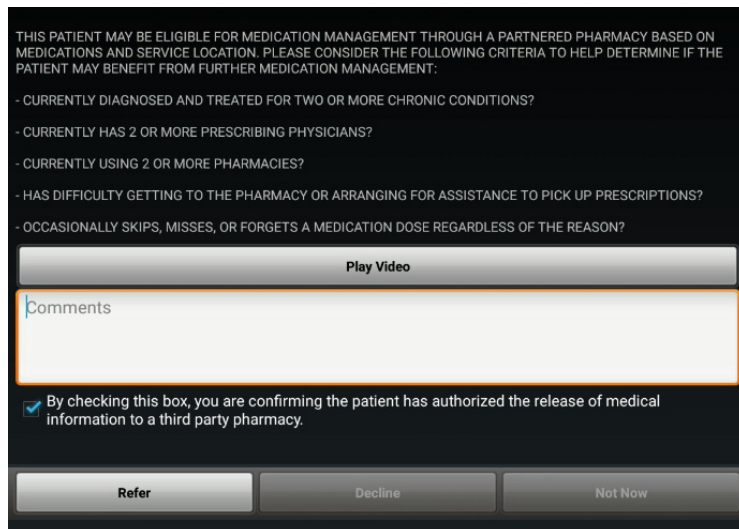 THIS PATIENT MAY BE ELIGIBLE FOR MEDICATION MANAGEMENT THROUGH A PARTNERED PHARMACY BASED ON
MEDICATIONS AND SERVICE LOCATION. PLEASE CONSIDER THE FOLLOWING CRITERIA TO HELP DETERMINE IF THE
PATIENT MAY BENEFIT FROM FURTHER MEDICATION MANAGEMENT:
- CURRENTLY DIAGNOSED AND TREATED FOR TWO OR MORE CHRONIC CONDITIONS?
- CURRENTLY HAS 2 OR MORE PRESCRIBING PHYSICIANS?
- CURRENTLY USING 2 OR MORE PHARMACIES?
- HAS DIFFICULTY GETTING TO THE PHARMACY OR ARRANGING FOR ASSISTANCE TO PICK UP PRESCRIPTIONS?
- OCCASIONALLY SKIPS, MISSES, OR FORGETS A MEDICATION DOSE REGARDLESS OF THE REASON?
Play Video
Comments
By checking this box, you are confirming the patient has authorized the release of medical
information to a third party pharmacy.
Refer
Decline
Not Now